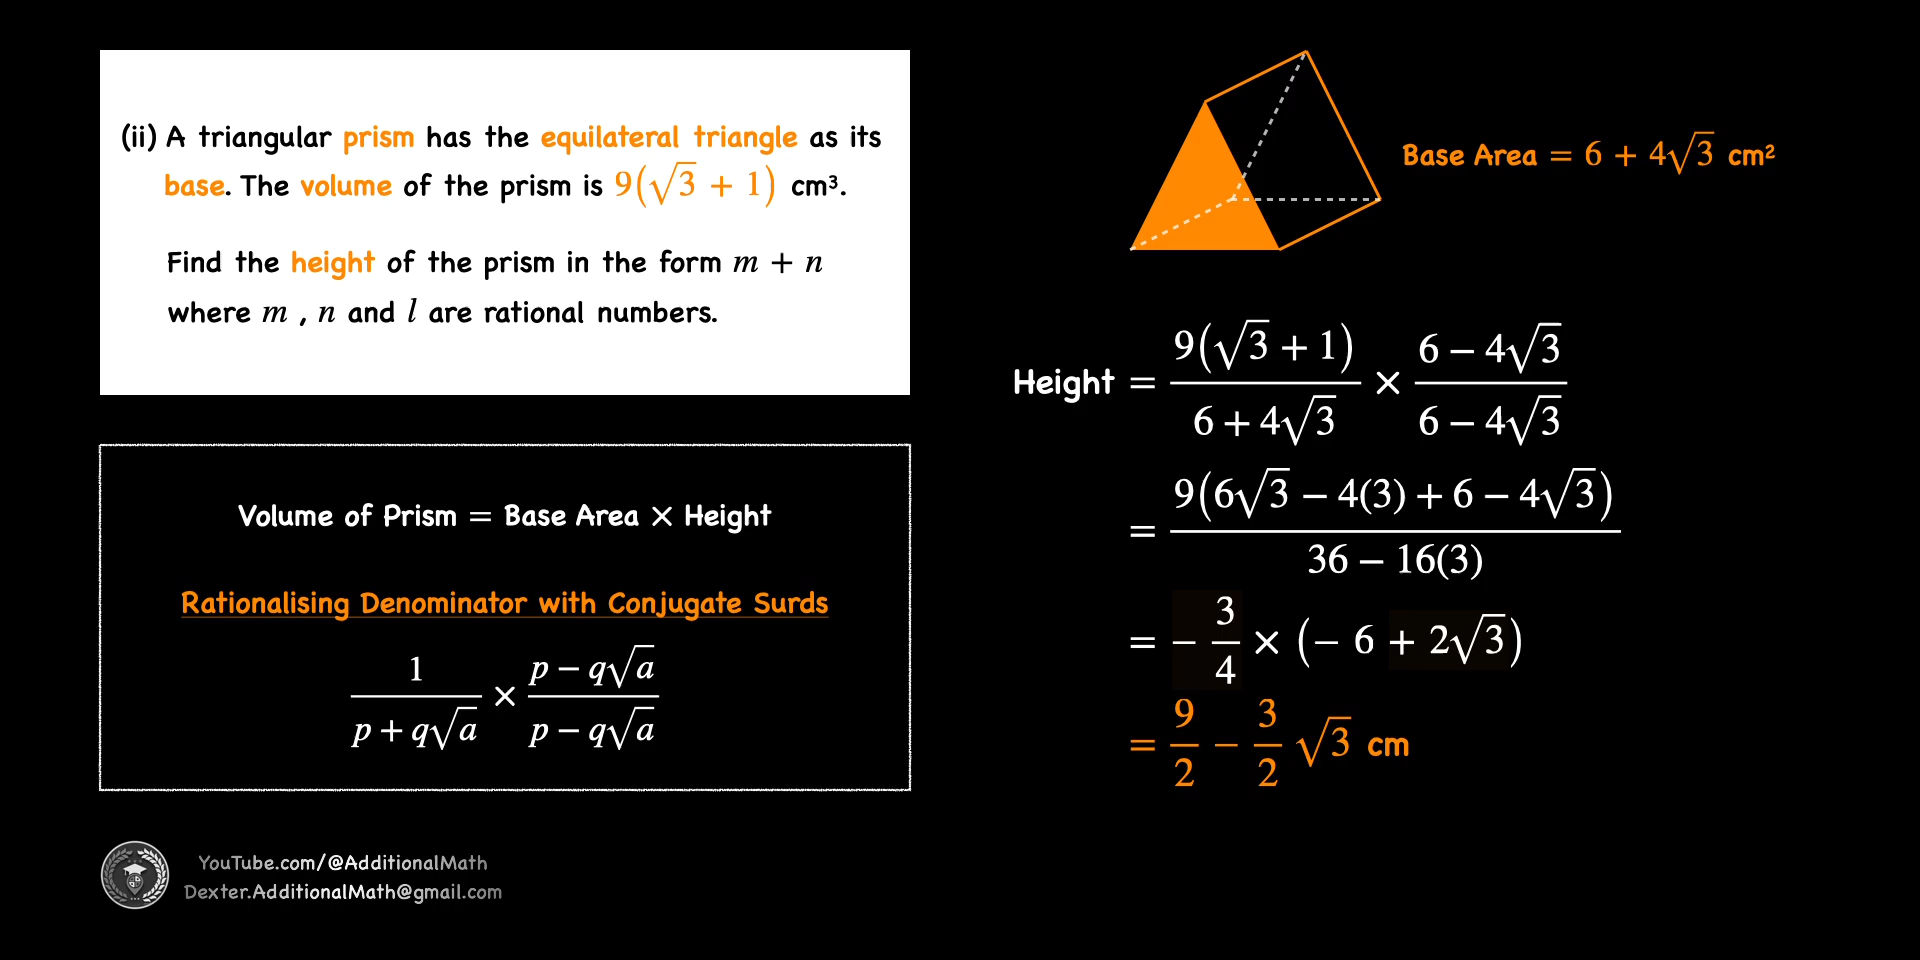 (ii) A triangular prism has the equilateral triangle as its
base. The volume of the prism is 9(√3 + 1) cm³.
Find the height of the prism in the form m + n
where m , n and l are rational numbers.
Volume of Prism = Base Area × Height
Rationalising Denominator with Conjugate Surds
1/(p + q√a) × (p − q√a)/(p − q√a)
YouTube.com/@AdditionalMath
Dexter.AdditionalMath@gmail.com
Base Area = 6 + 4√3 cm²
Height = 9(√3 + 1)/(6 + 4√3) × (6 − 4√3)/(6 − 4√3)
= 9(6√3 − 4(3) + 6 − 4√3)/(36 − 16(3))
= − 3/4 × (− 6 + 2√3)
= 9/2 − 3/2 √3 cm